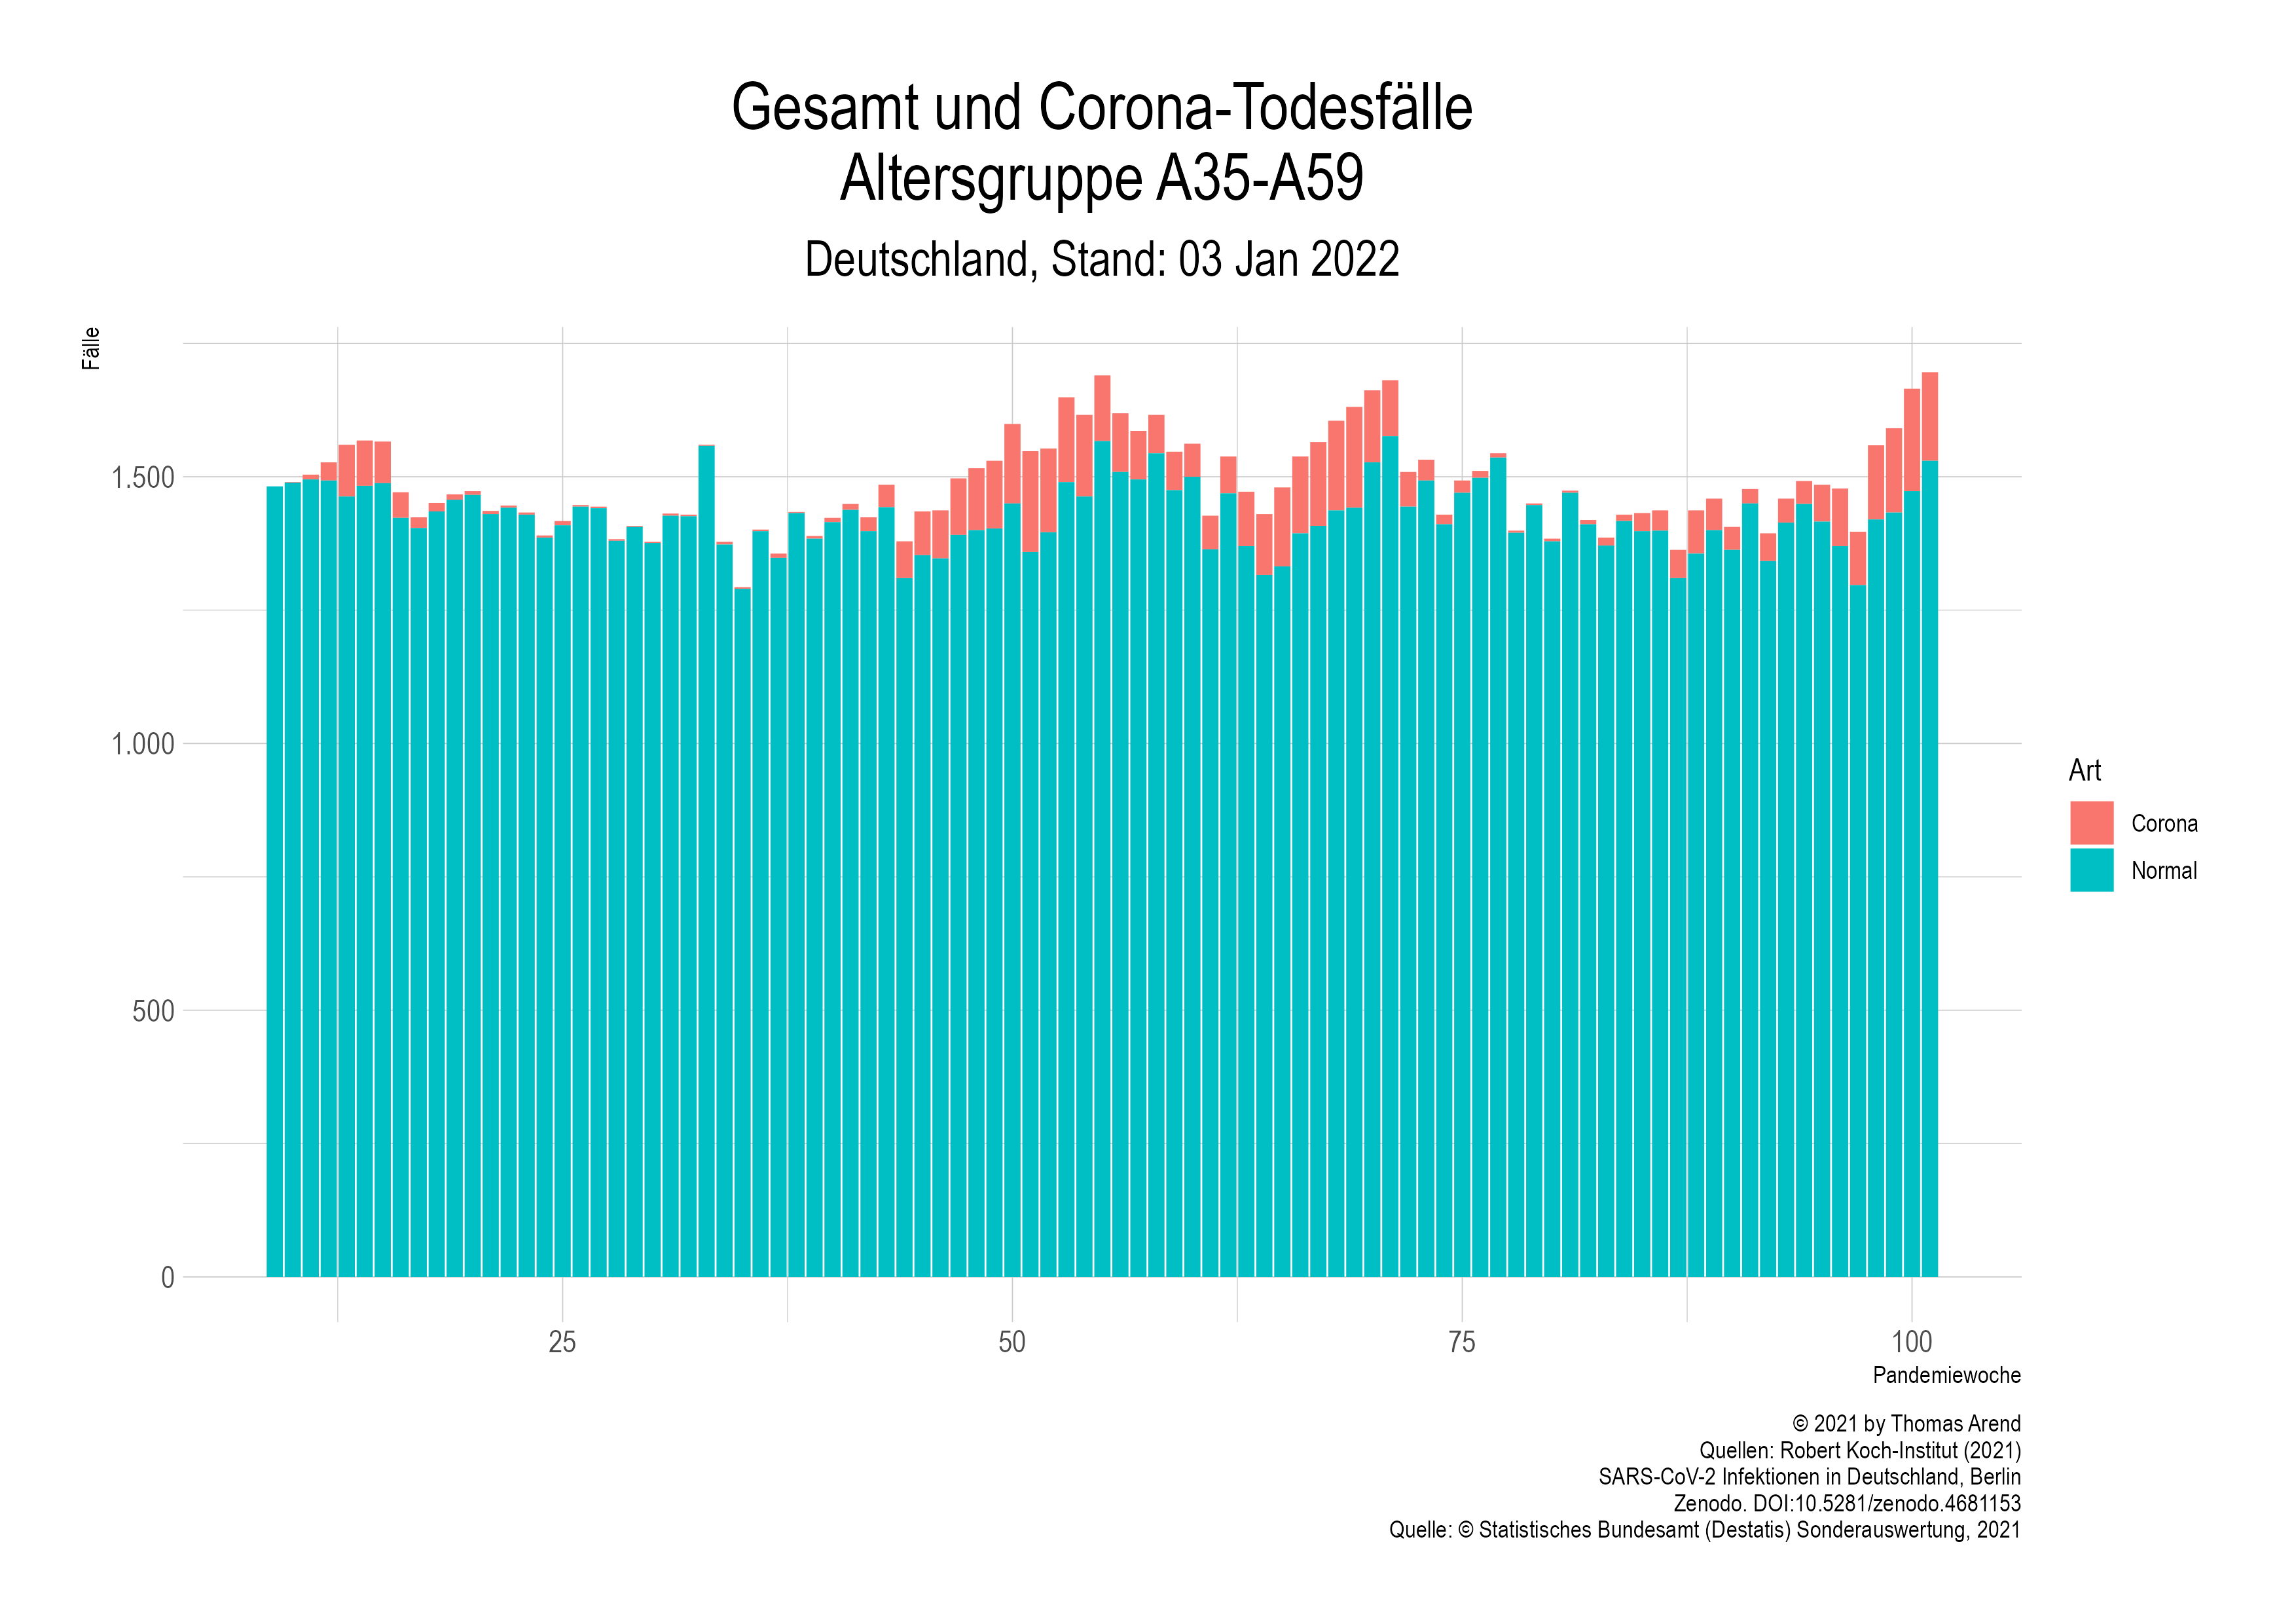 Gesamt und Corona-Todesfälle
Altersgruppe A35-A59
Deutschland, Stand: 03 Jan 2022
Fälle
1.500
1.000
500
0
25
50
75
100
Pandemiewoche
Art
Corona
Normal
© 2021 by Thomas Arend
Quellen: Robert Koch-Institut (2021)
SARS-CoV-2 Infektionen in Deutschland, Berlin
Zenodo. DOI:10.5281/zenodo.4681153
Quelle: © Statistisches Bundesamt (Destatis) Sonderauswertung, 2021